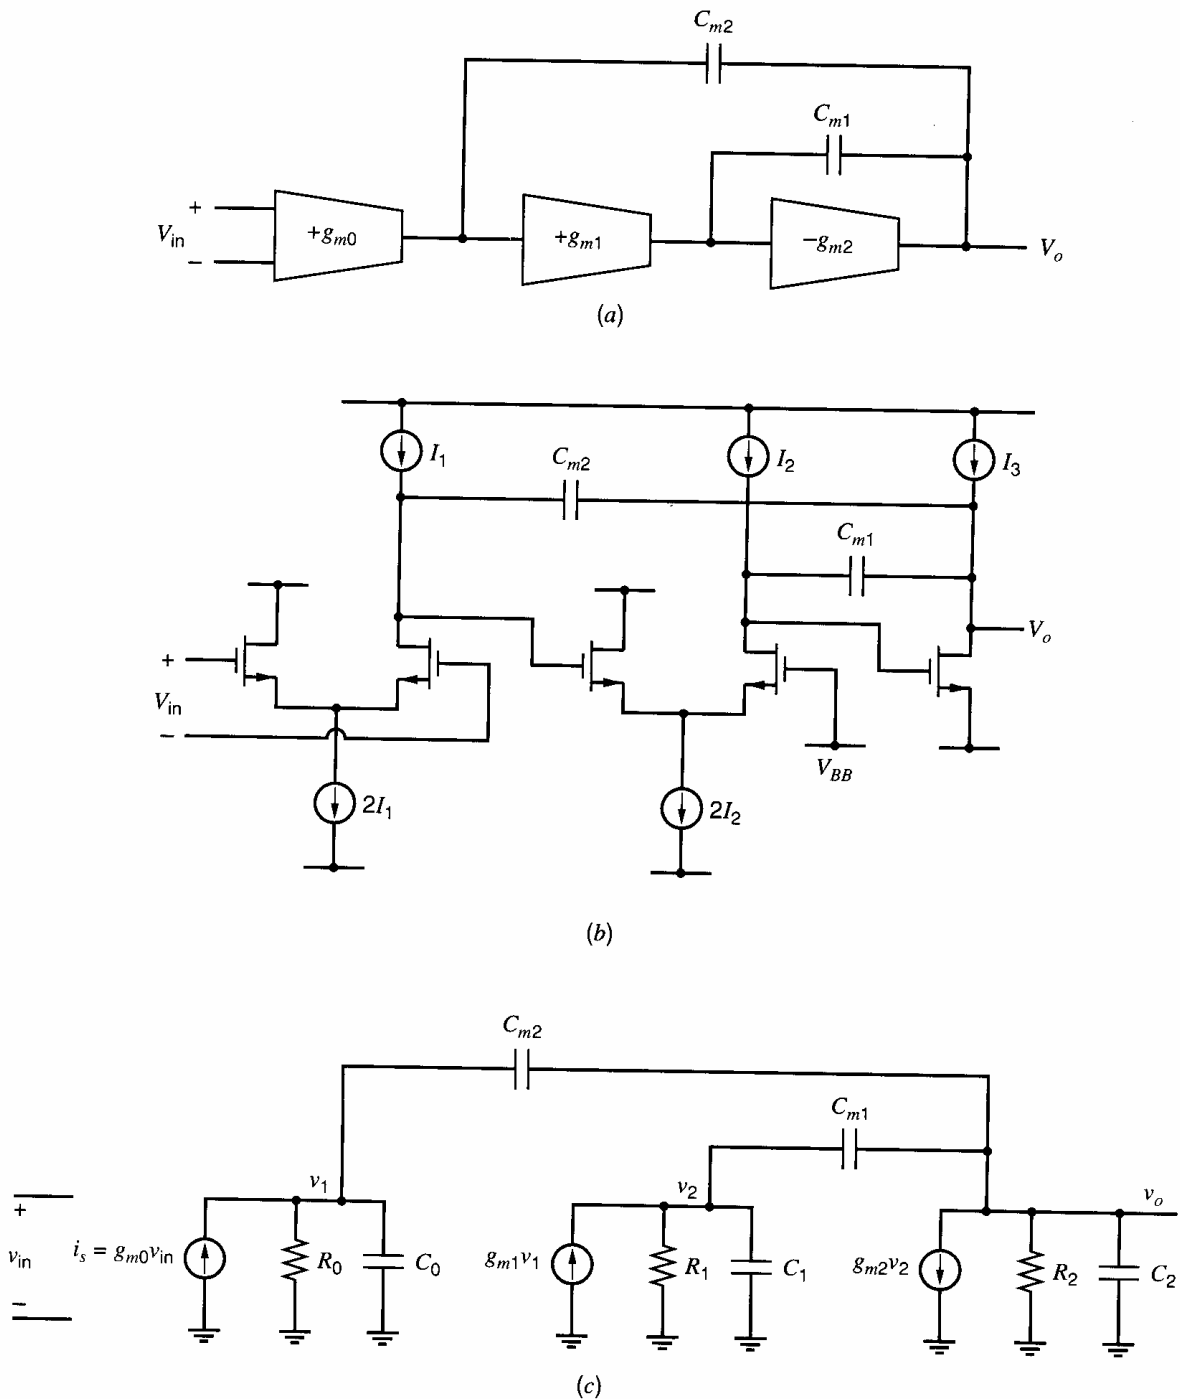 C_{m2}
C_{m1}
+
V_{in}
−
+g_{m0}
+g_{m1}
−g_{m2}
V_o
(a)
I_1
C_{m2}
I_2
I_3
C_{m1}
+
V_{in}
−
V_o
V_{BB}
2I_1
2I_2
(b)
C_{m2}
C_{m1}
v_1
v_2
v_o
+
v_{in}
−
i_s = g_{m0}v_{in}
R_0
C_0
g_{m1}v_1
R_1
C_1
g_{m2}v_2
R_2
C_2
(c)